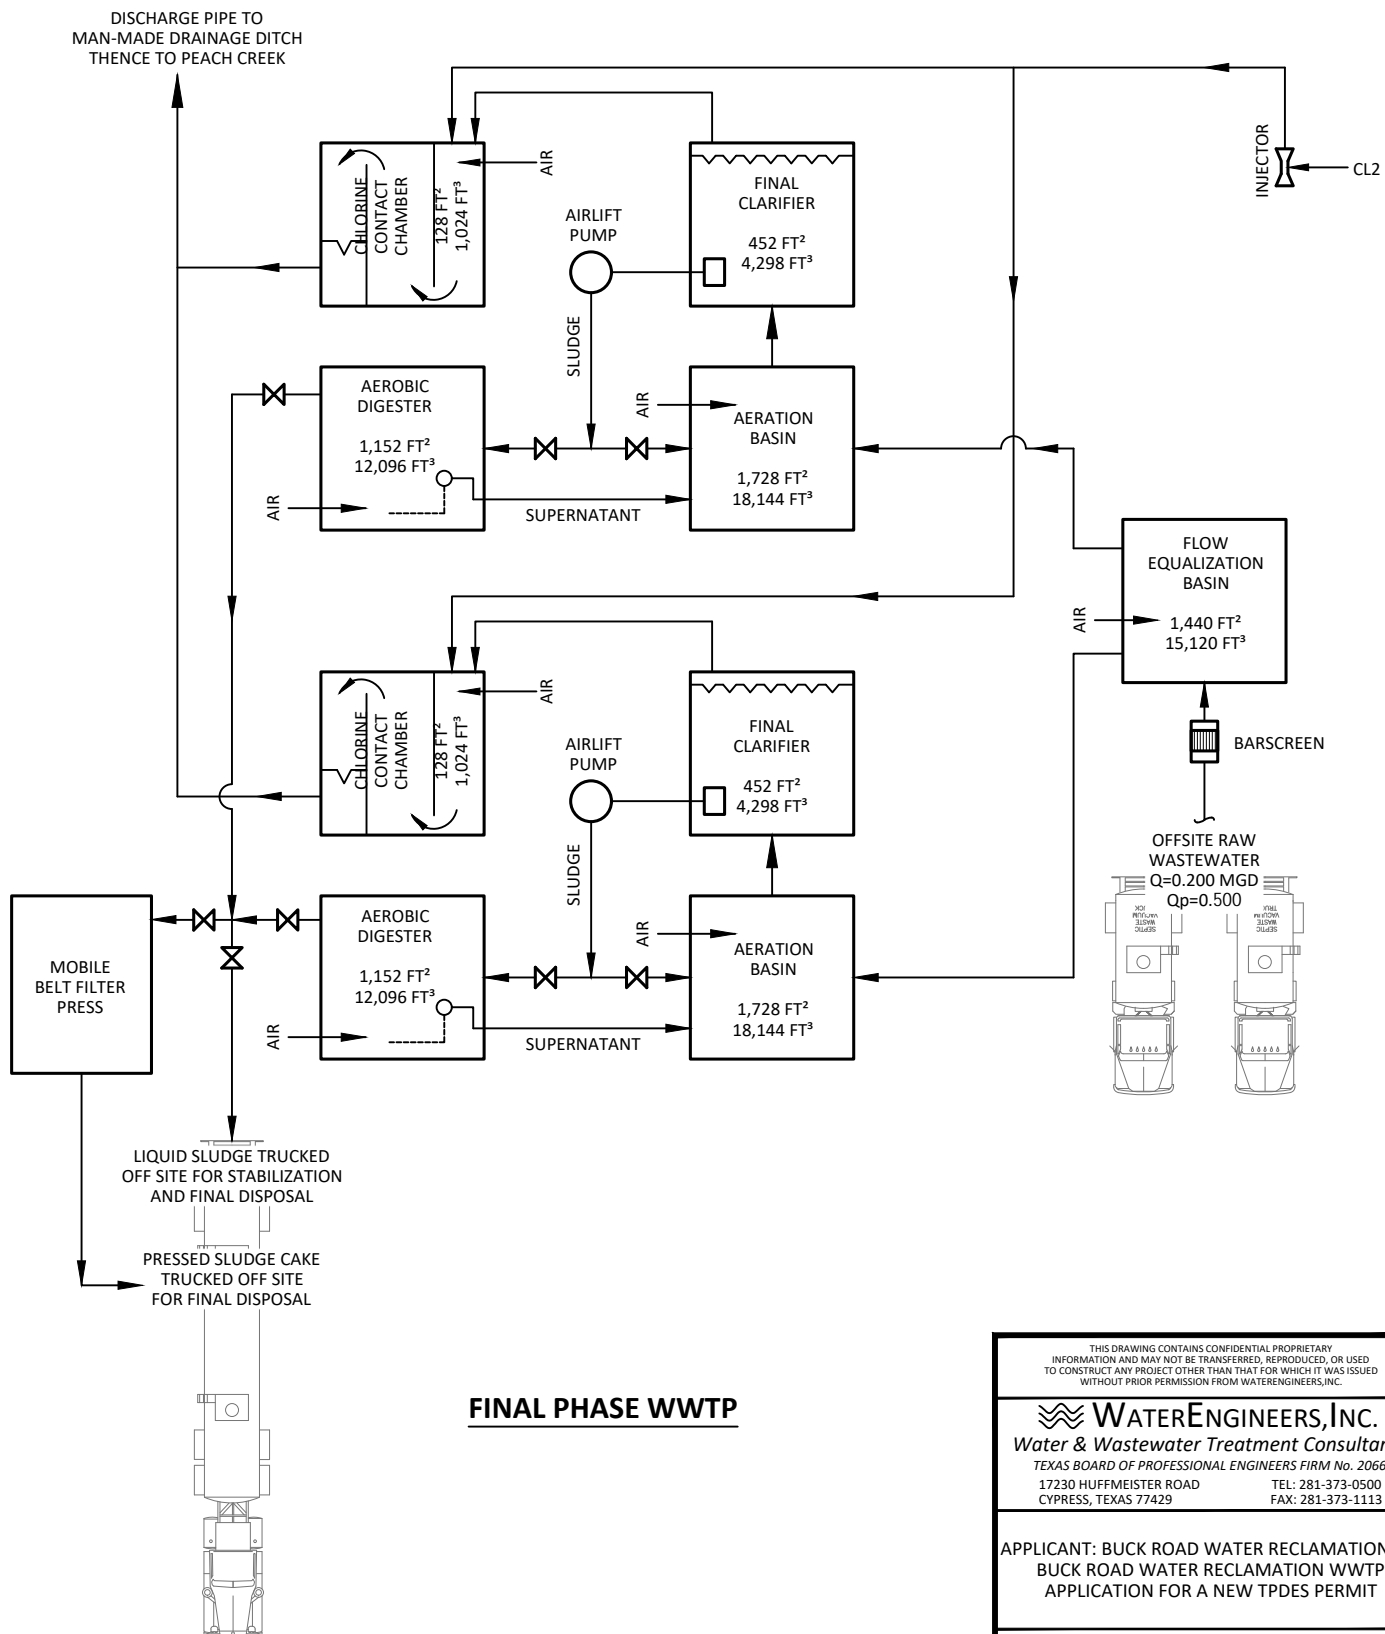 DISCHARGE PIPE TO
MAN-MADE DRAINAGE DITCH
THENCE TO PEACH CREEK
INJECTOR
CL2
CHLORINE
CONTACT
CHAMBER
128 FT²
1,024 FT³
AIR
AIRLIFT
PUMP
SLUDGE
FINAL
CLARIFIER
452 FT²
4,298 FT³
AEROBIC
DIGESTER
1,152 FT²
12,096 FT³
AIR
SUPERNATANT
AIR
AERATION
BASIN
1,728 FT²
18,144 FT³
FLOW
EQUALIZATION
BASIN
1,440 FT²
15,120 FT³
AIR
BARSCREEN
OFFSITE RAW
WASTEWATER
Q=0.200 MGD
Qp=0.500
SEPTIC
WASTE
VACUUM
SEPTIC
WASTE
VACUUM
CHLORINE
CONTACT
CHAMBER
128 FT²
1,024 FT³
AIR
AIRLIFT
PUMP
SLUDGE
FINAL
CLARIFIER
452 FT²
4,298 FT³
AEROBIC
DIGESTER
1,152 FT²
12,096 FT³
AIR
SUPERNATANT
AIR
AERATION
BASIN
1,728 FT²
18,144 FT³
MOBILE
BELT FILTER
PRESS
LIQUID SLUDGE TRUCKED
OFF SITE FOR STABILIZATION
AND FINAL DISPOSAL
PRESSED SLUDGE CAKE
TRUCKED OFF SITE
FOR FINAL DISPOSAL
FINAL PHASE WWTP
THIS DRAWING CONTAINS CONFIDENTIAL PROPRIETARY
INFORMATION AND MAY NOT BE TRANSFERRED, REPRODUCED, OR USED
TO CONSTRUCT ANY PROJECT OTHER THAN THAT FOR WHICH IT WAS ISSUED
WITHOUT PRIOR PERMISSION FROM WATERENGINEERS,INC.
WATERENGINEERS,INC.
Water & Wastewater Treatment Consultan
TEXAS BOARD OF PROFESSIONAL ENGINEERS FIRM No. 2066
17230 HUFFMEISTER ROAD TEL: 281-373-0500
CYPRESS, TEXAS 77429 FAX: 281-373-1113
APPLICANT: BUCK ROAD WATER RECLAMATION
BUCK ROAD WATER RECLAMATION WWTP
APPLICATION FOR A NEW TPDES PERMIT